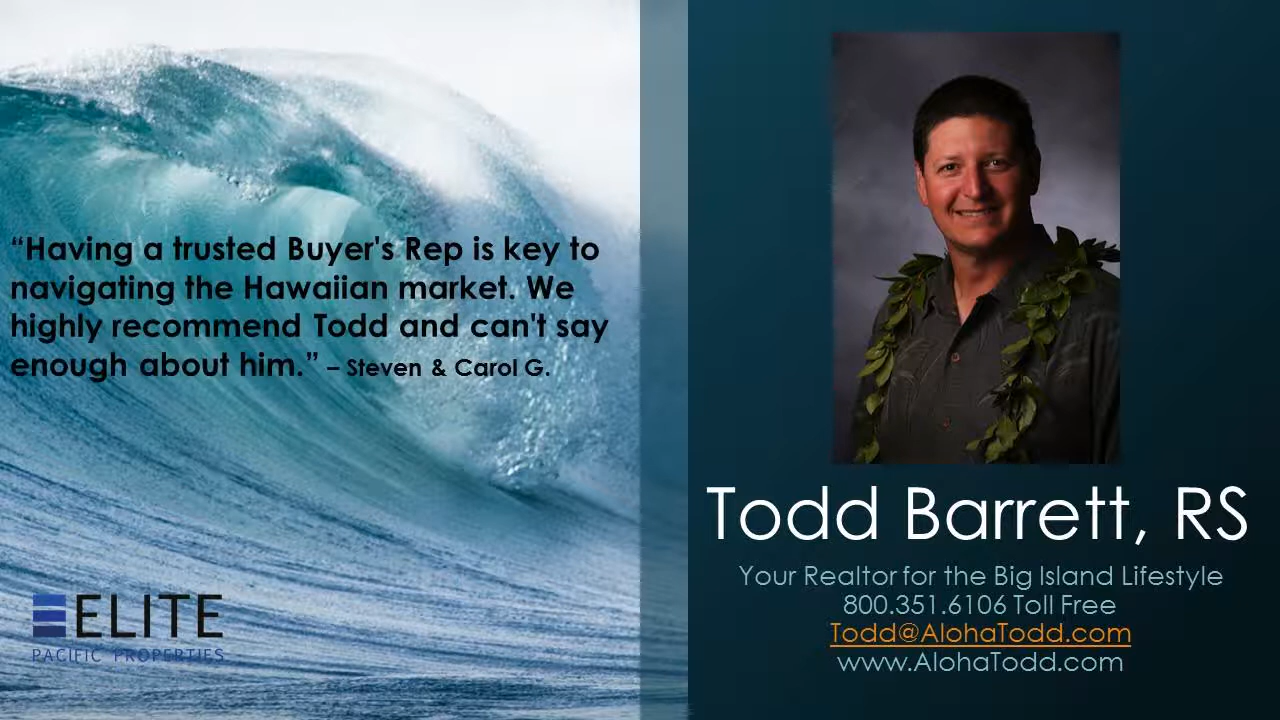 “Having a trusted Buyer's Rep is key to
navigating the Hawaiian market. We
highly recommend Todd and can't say
enough about him.” – Steven & Carol G.
ELITE
PACIFIC PROPERTIES
Todd Barrett, RS
Your Realtor for the Big Island Lifestyle
800.351.6106 Toll Free
Todd@AlohaTodd.com
www.AlohaTodd.com